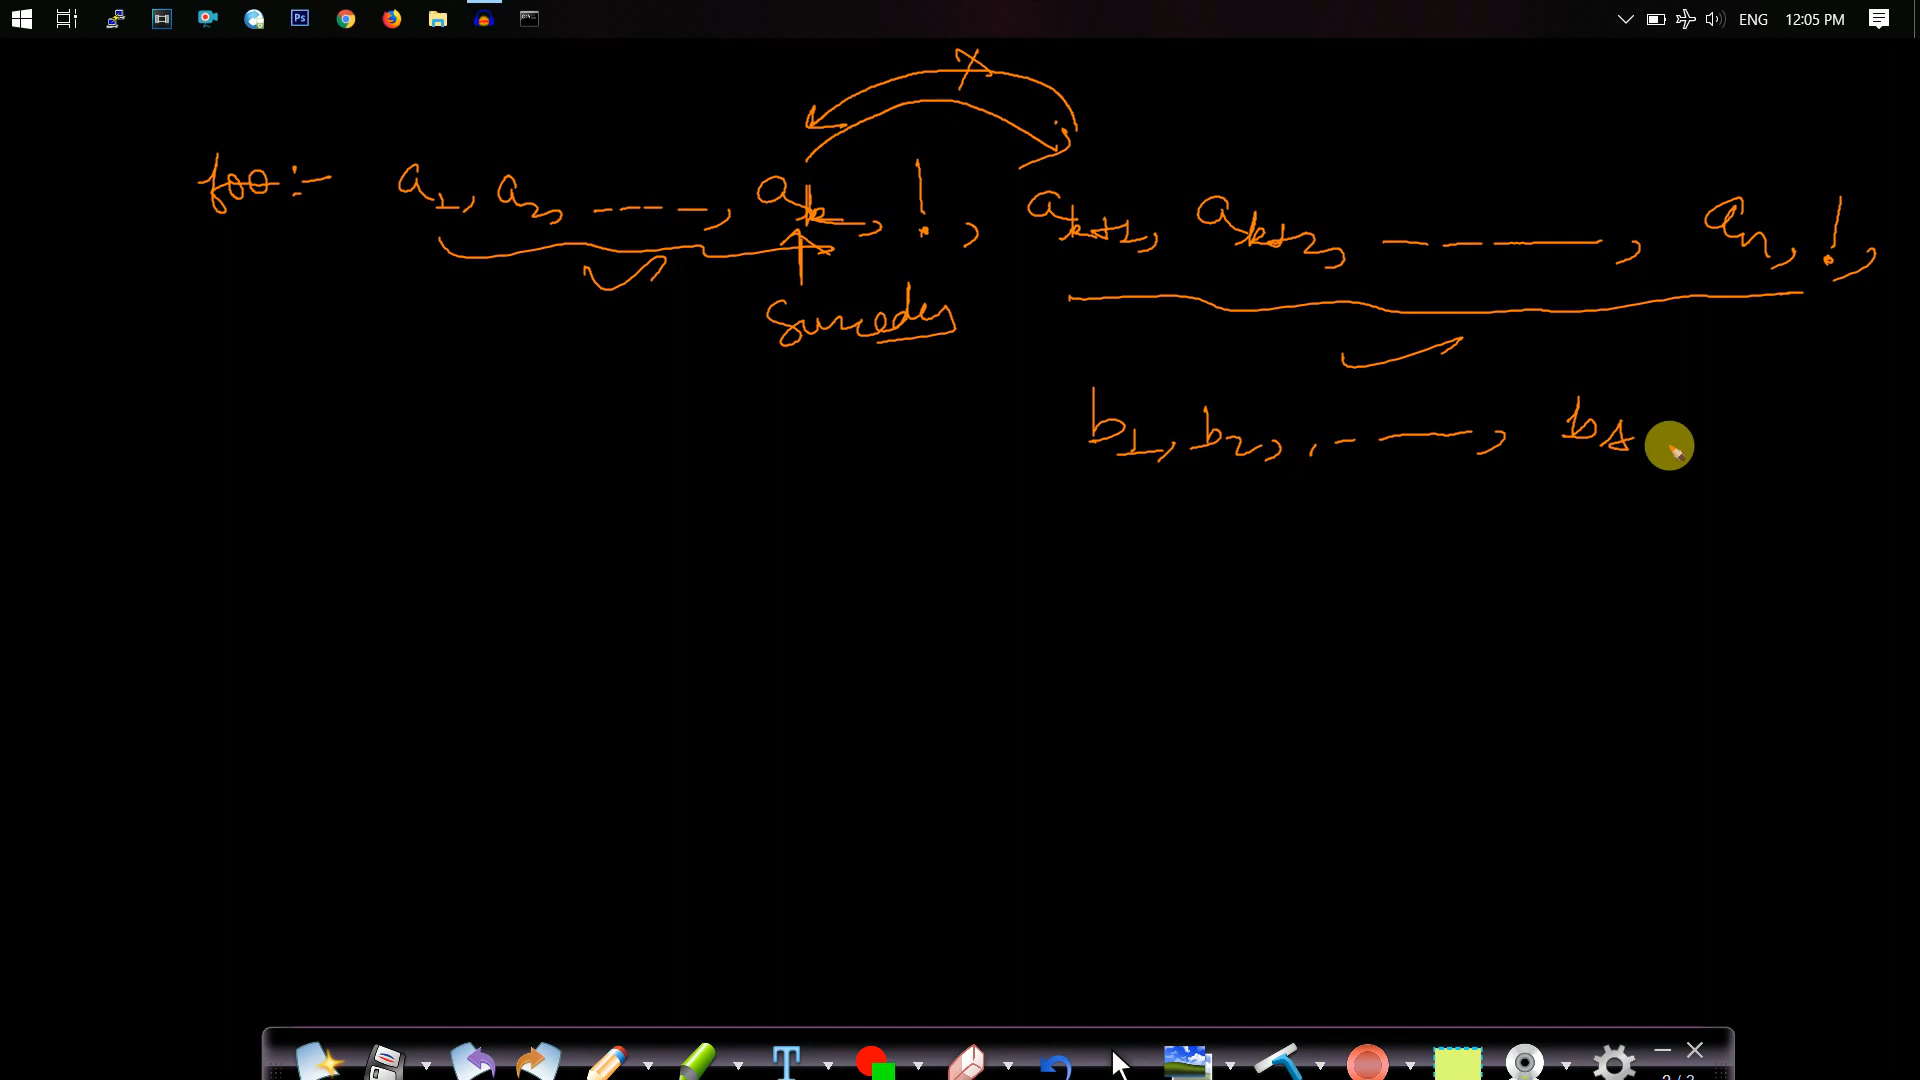 ENG 12:05 PM
foo :- a1, a2, ----, ak, !, ak+1, ak+2, ----, an, !,
succeeds
b1, b2, ----, bs